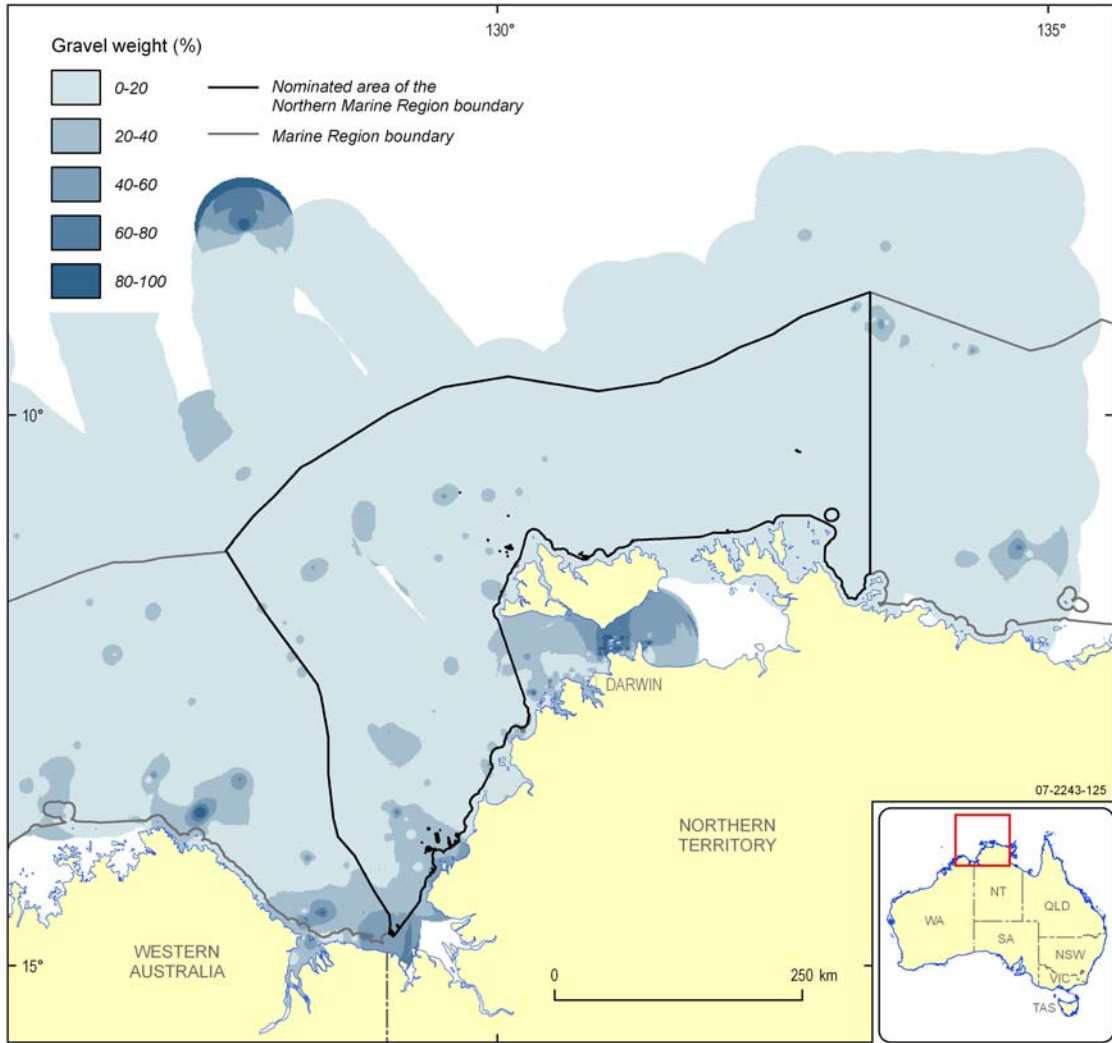 130°
135°
Gravel weight (%)
0-20
20-40
40-60
60-80
80-100
Nominated area of the
Northern Marine Region boundary
Marine Region boundary
10°
DARWIN
07-2243-125
NORTHERN
TERRITORY
WESTERN
AUSTRALIA
15°
0
250 km
WA
NT
QLD
SA
NSW
VIC
TAS